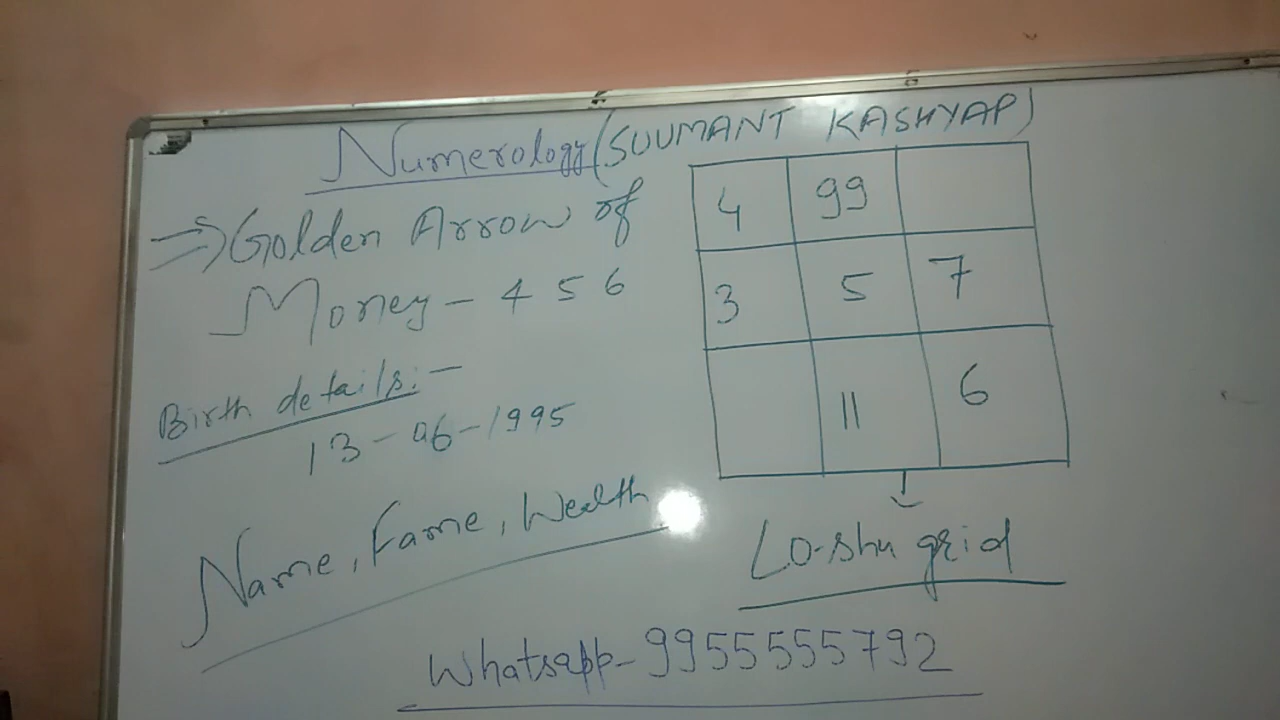 Numerology (SUUMANT KASHYAP)
⇒ Golden Arrow of
Money - 4 5 6
Birth details:-
13-06-1995
Name, Fame, Wealth
4 99
3 5 7
11 6
Lo-shu grid
Whatsapp-9955555792